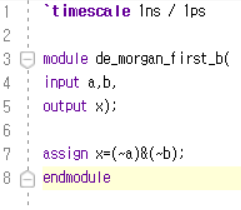 1 `timescale 1ns / 1ps
2
3 module de_morgan_first_b(
4 input a,b,
5 output x);
6
7 assign x=(~a)&(~b);
8 endmodule